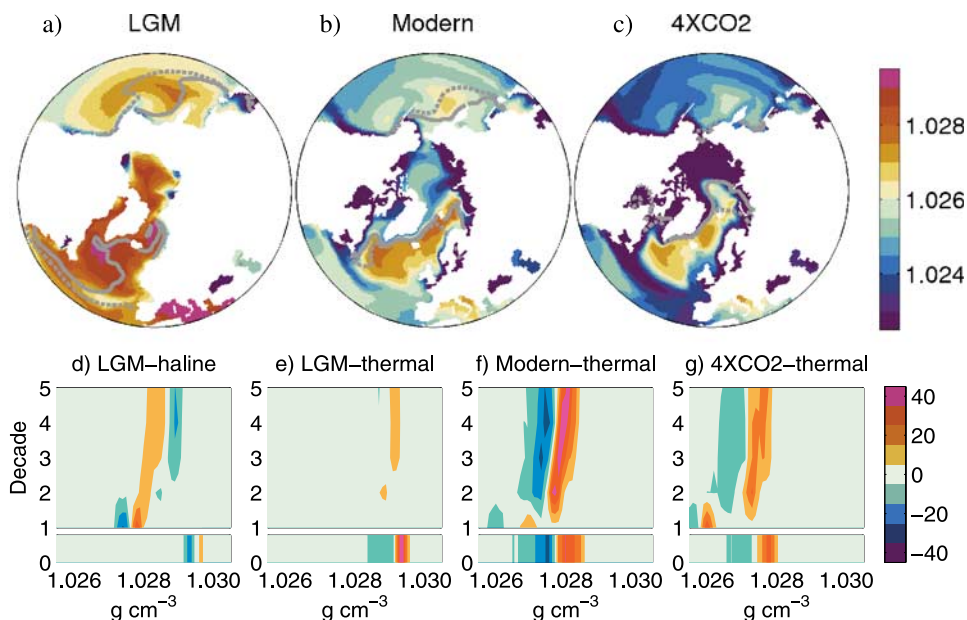 a) LGM
b) Modern
c) 4XCO2
1.028
1.026
1.024
d) LGM−haline
e) LGM−thermal
f) Modern−thermal
g) 4XCO2−thermal
Decade
5
4
3
2
1
0
40
20
0
−20
−40
1.026 1.028 1.030
1.026 1.028 1.030
1.026 1.028 1.030
1.026 1.028 1.030
g cm−3
g cm−3
g cm−3
g cm−3